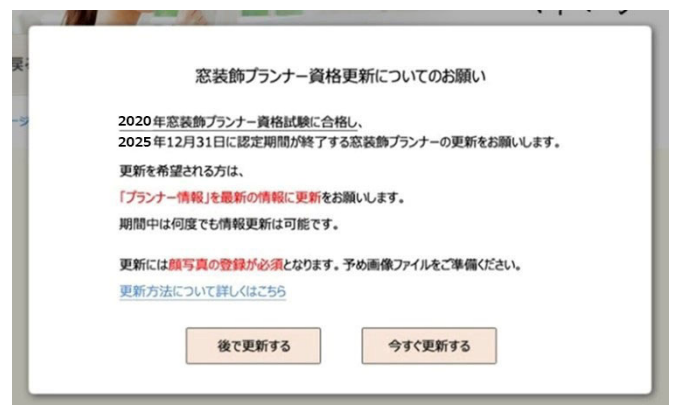 窓装飾プランナー資格更新についてのお願い
2020年窓装飾プランナー資格試験に合格し、
2025年12月31日に認定期間が終了する窓装飾プランナーの更新をお願いします。
更新を希望される方は、
「プランナー情報」を最新の情報に更新をお願いします。
期間中は何度でも情報更新は可能です。
更新には顔写真の登録が必須となります。予め画像ファイルをご準備ください。
更新方法について詳しくはこちら
後で更新する
今すぐ更新する